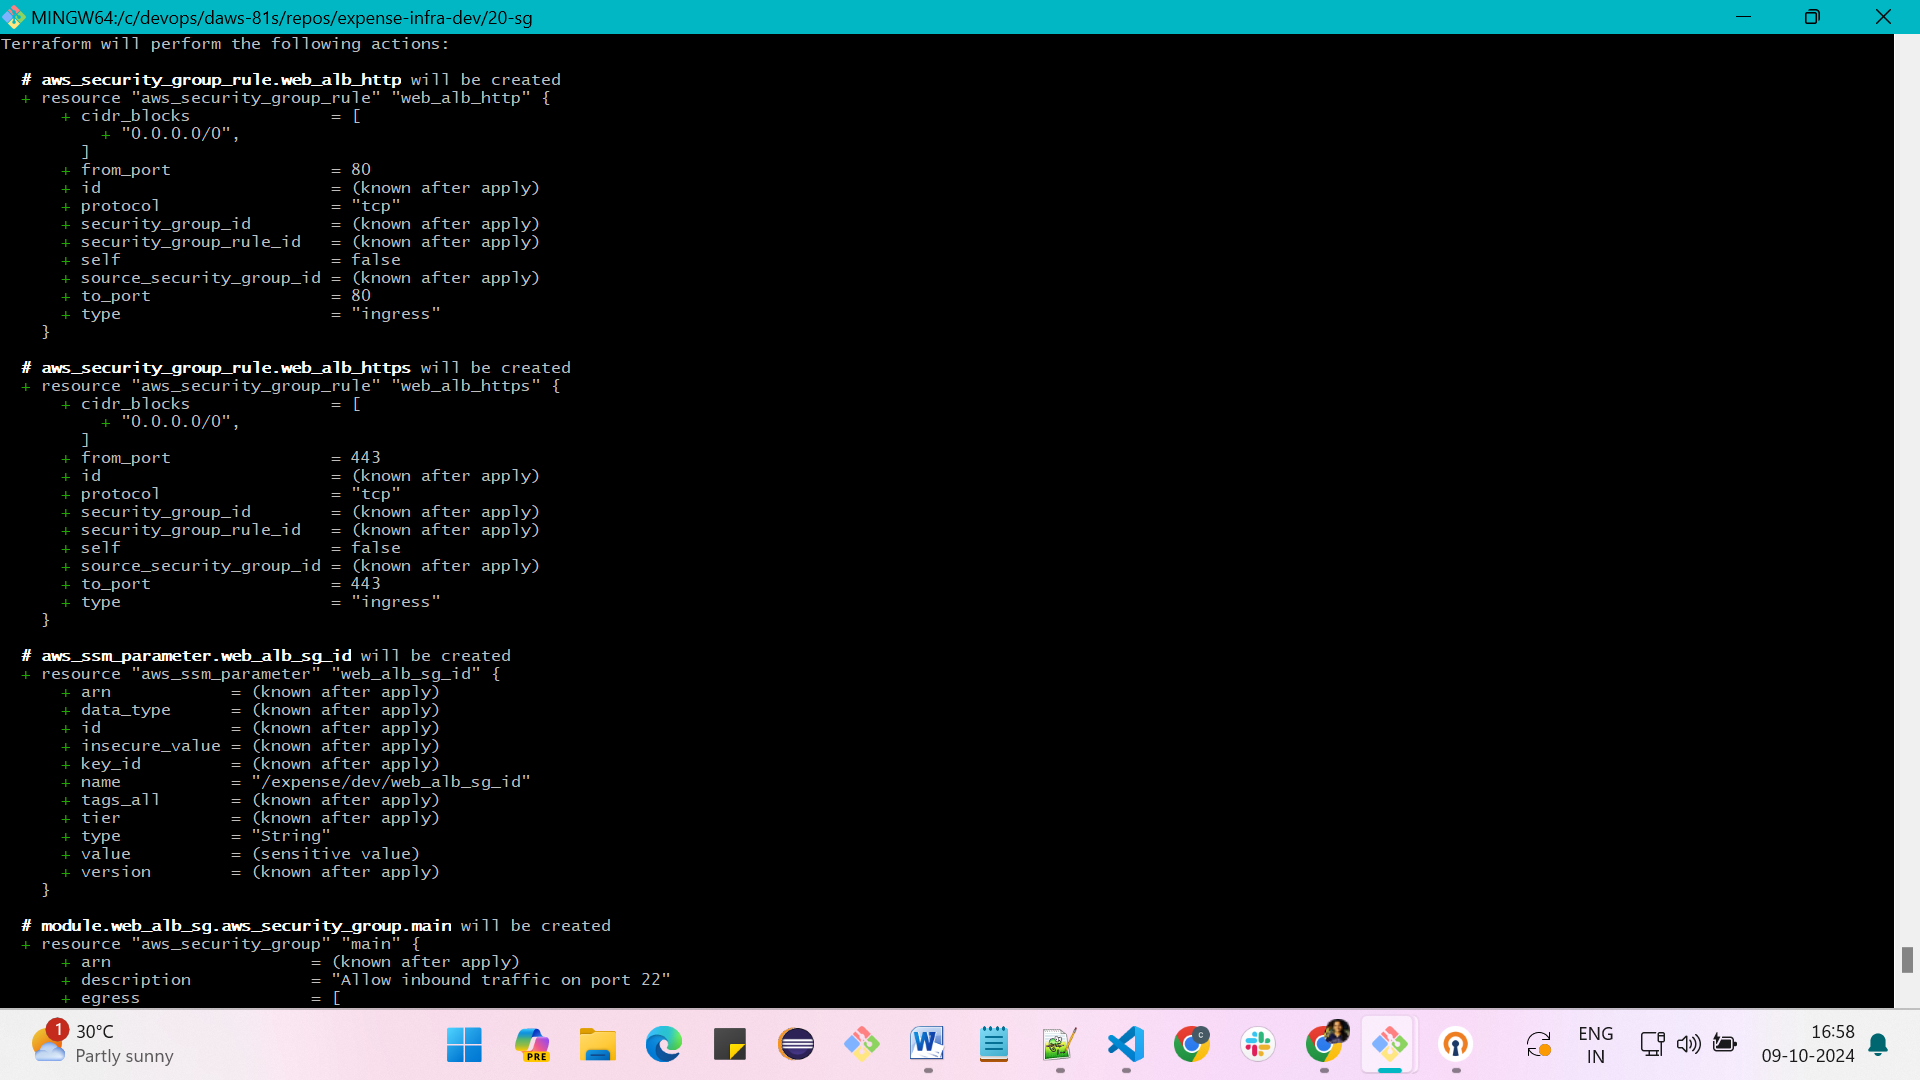 MINGW64:/c/devops/daws-81s/repos/expense-infra-dev/20-sg
Terraform will perform the following actions:
# aws_security_group_rule.web_alb_http will be created
+ resource "aws_security_group_rule" "web_alb_http" {
+ cidr_blocks = [
+ "0.0.0.0/0",
]
+ from_port = 80
+ id = (known after apply)
+ protocol = "tcp"
+ security_group_id = (known after apply)
+ security_group_rule_id = (known after apply)
+ self = false
+ source_security_group_id = (known after apply)
+ to_port = 80
+ type = "ingress"
}
# aws_security_group_rule.web_alb_https will be created
+ resource "aws_security_group_rule" "web_alb_https" {
+ cidr_blocks = [
+ "0.0.0.0/0",
]
+ from_port = 443
+ id = (known after apply)
+ protocol = "tcp"
+ security_group_id = (known after apply)
+ security_group_rule_id = (known after apply)
+ self = false
+ source_security_group_id = (known after apply)
+ to_port = 443
+ type = "ingress"
}
# aws_ssm_parameter.web_alb_sg_id will be created
+ resource "aws_ssm_parameter" "web_alb_sg_id" {
+ arn = (known after apply)
+ data_type = (known after apply)
+ id = (known after apply)
+ insecure_value = (known after apply)
+ key_id = (known after apply)
+ name = "/expense/dev/web_alb_sg_id"
+ tags_all = (known after apply)
+ tier = (known after apply)
+ type = "String"
+ value = (sensitive value)
+ version = (known after apply)
}
# module.web_alb_sg.aws_security_group.main will be created
+ resource "aws_security_group" "main" {
+ arn = (known after apply)
+ description = "Allow inbound traffic on port 22"
+ egress = [
1
30°C
Partly sunny
PRE
W
C
ENG
IN
16:58
09-10-2024